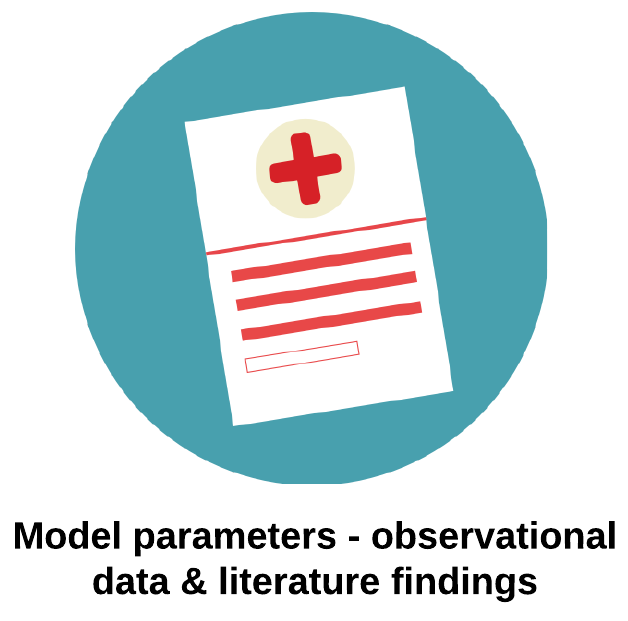 Model parameters - observational
data & literature findings